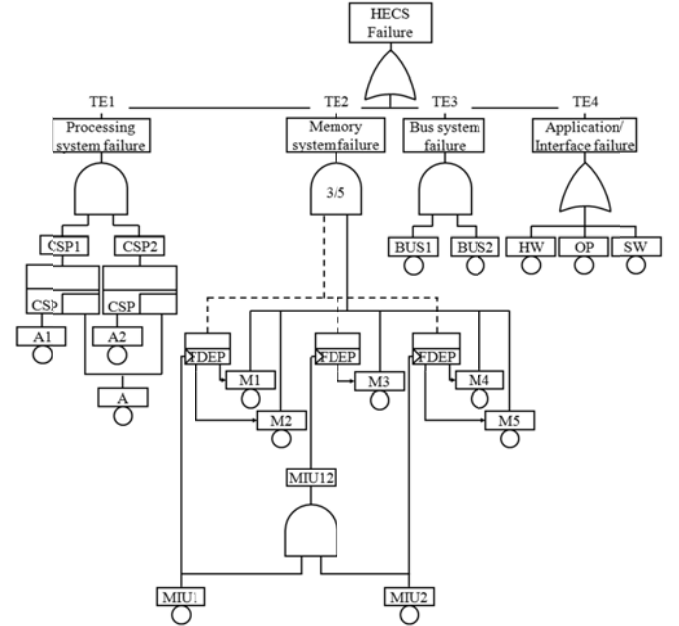 HECS
Failure
TE1
TE2
TE3
TE4
Processing
system failure
Memory
system failure
Bus system
failure
Application/
Interface failure
3/5
CSP1
CSP2
BUS1
BUS2
HW
OP
SW
CSP
CSP
A1
A2
A
FDEP
FDEP
FDEP
M1
M3
M4
M2
M5
MIU12
MIU1
MIU2